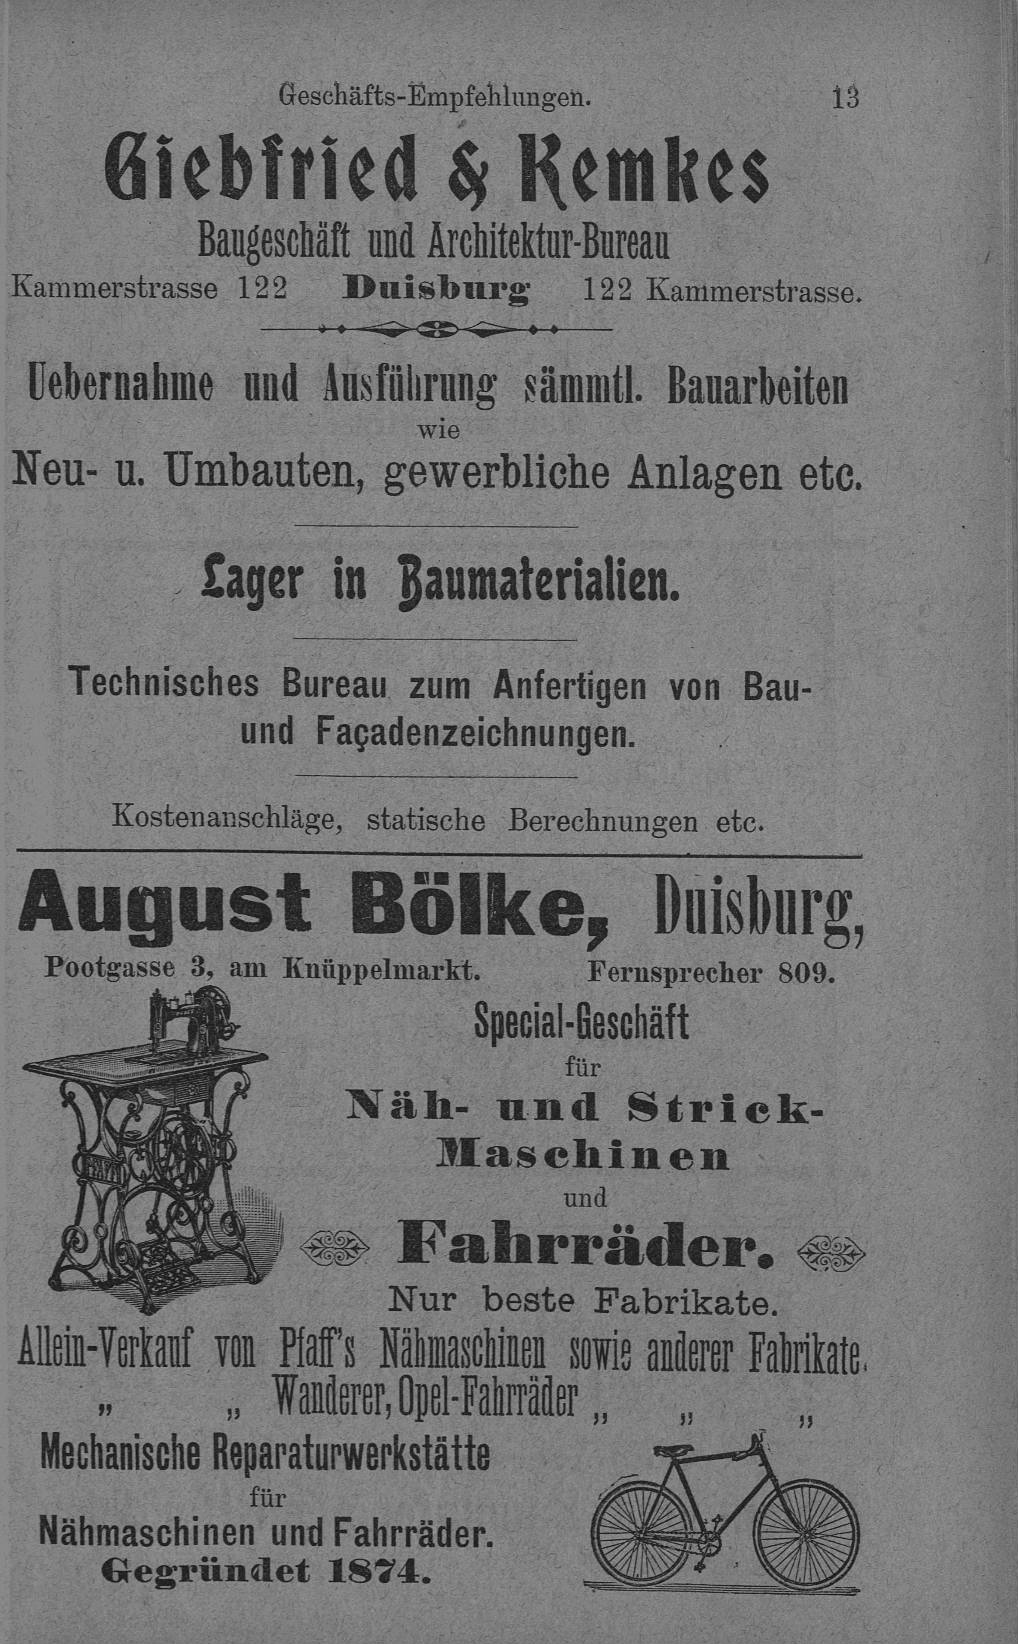 Geschäfts-Empfehlungen. 13
Giebfried & Kemkes
Baugeschäft und Architektur-Bureau
Kammerstrasse 122 Duisburg 122 Kammerstrasse.
Uebernahme und Ausführung sämmtl. Bauarbeiten
wie
Neu- u. Umbauten, gewerbliche Anlagen etc.
Lager in Baumaterialien.
Technisches Bureau zum Anfertigen von Bau-
und Façadenzeichnungen.
Kostenanschläge, statische Berechnungen etc.
August Bölke, Duisburg,
Pootgasse 3, am Knüppelmarkt. Fernsprecher 809.
Special-Geschäft
für
Näh- und Strick-
Maschinen
und
Fahrräder.
Nur beste Fabrikate.
Allein-Verkauf von Pfaff's Nähmaschinen sowie anderer Fabrikate.
„ „ Wanderer, Opel-Fahrräder „ „ „
Mechanische Reparaturwerkstätte
für
Nähmaschinen und Fahrräder.
Gegründet 1874.